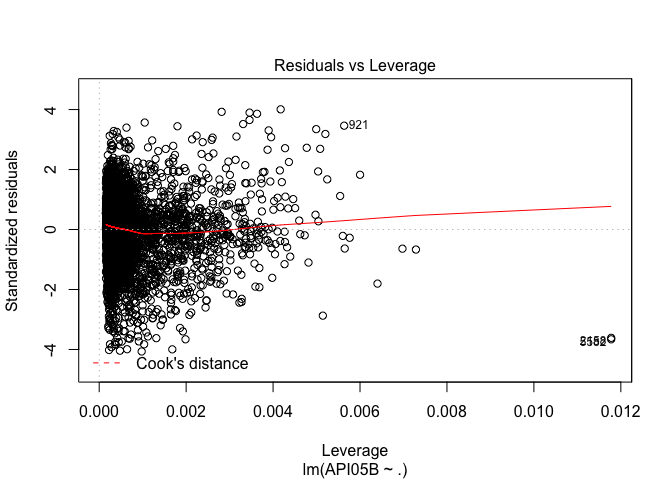 Residuals vs Leverage
Standardized residuals
4
2
0
-2
-4
921
Cook's distance
0.000 0.002 0.004 0.006 0.008 0.010 0.012
Leverage
lm(API05B ~ .)